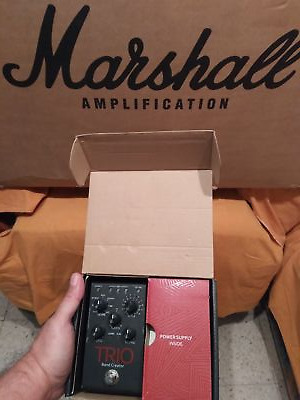 Marshall
AMPLIFICATION
TRIO
Band Creator
POWER SUPPLY
INSIDE